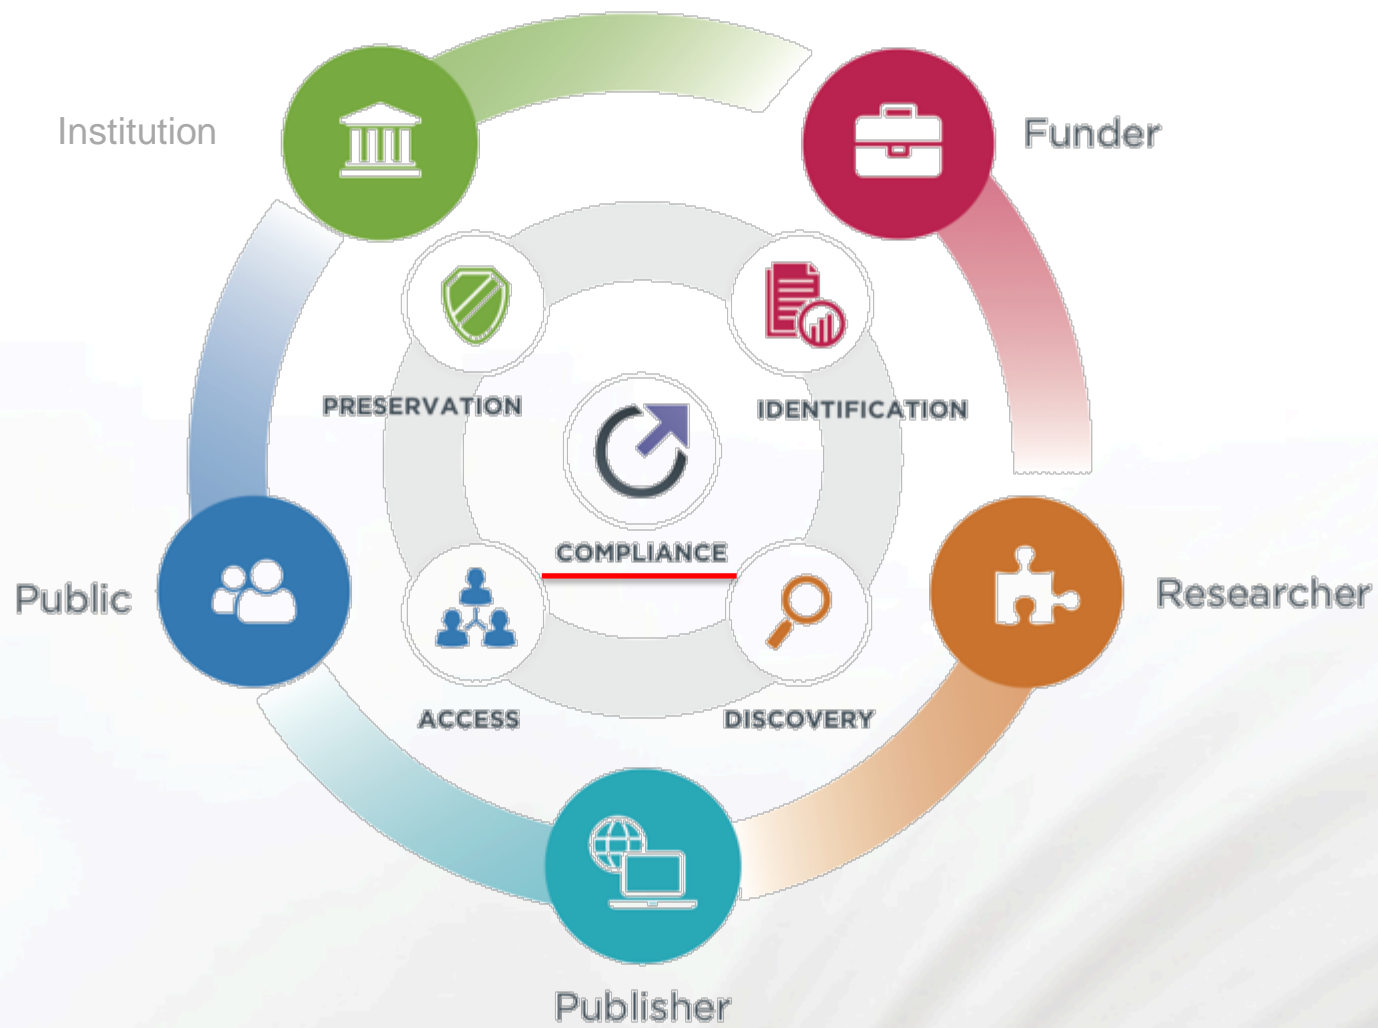 Institution
Funder
PRESERVATION
IDENTIFICATION
COMPLIANCE
Public
Researcher
ACCESS
DISCOVERY
Publisher